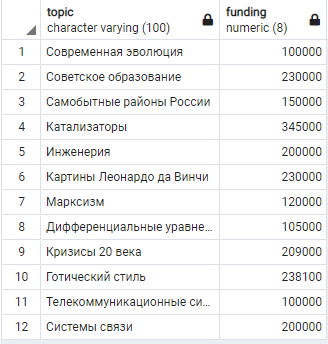 topic
character varying (100)
funding
numeric (8)
1 Современная эволюция 100000
2 Советское образование 230000
3 Самобытные районы России 150000
4 Катализаторы 345000
5 Инженерия 200000
6 Картины Леонардо да Винчи 230000
7 Марксизм 120000
8 Дифференциальные уравне... 105000
9 Кризисы 20 века 209000
10 Готический стиль 238100
11 Телекоммуникационные си... 100000
12 Системы связи 200000